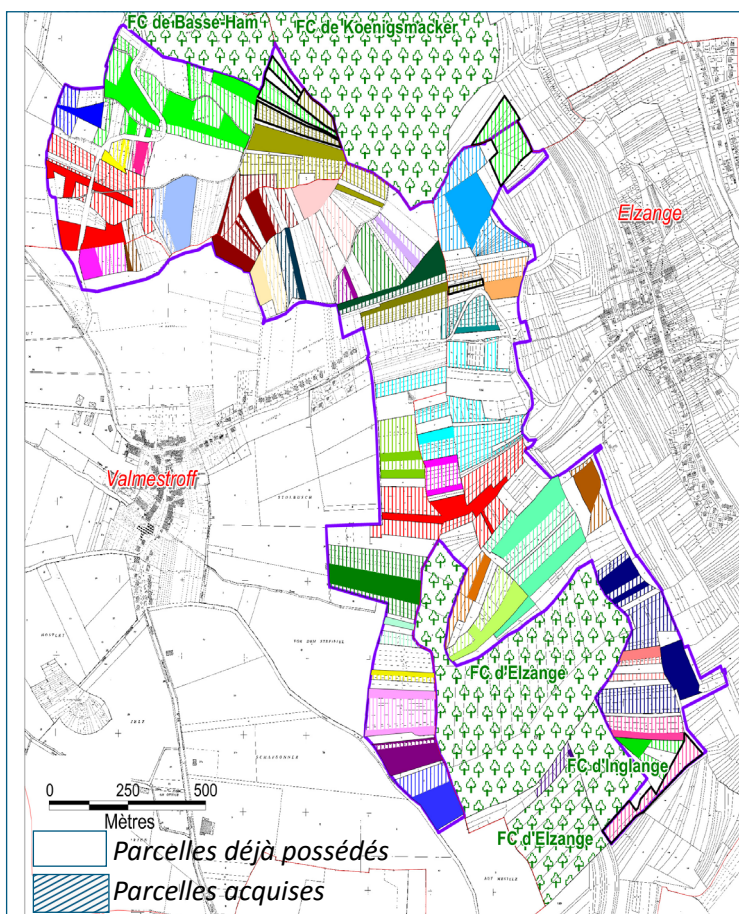 FC de Basse-Ham
FC de Koenigsmacker
Elzange
Valmestroff
STOLBUSCH
FC d'Elzange
FC d'Inglange
FC d'Elzange
0 250 500
Mètres
Parcelles déjà possédés
Parcelles acquises